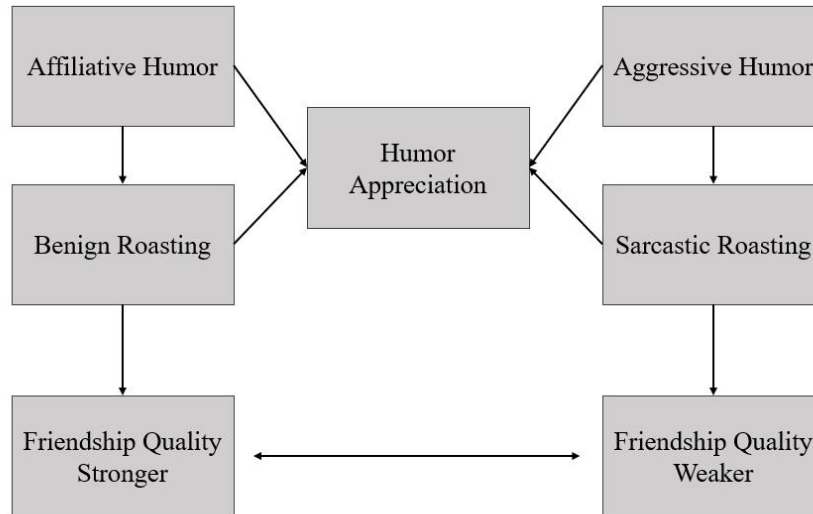 Affiliative Humor
Aggressive Humor
Humor
Appreciation
Benign Roasting
Sarcastic Roasting
Friendship Quality
Stronger
Friendship Quality
Weaker